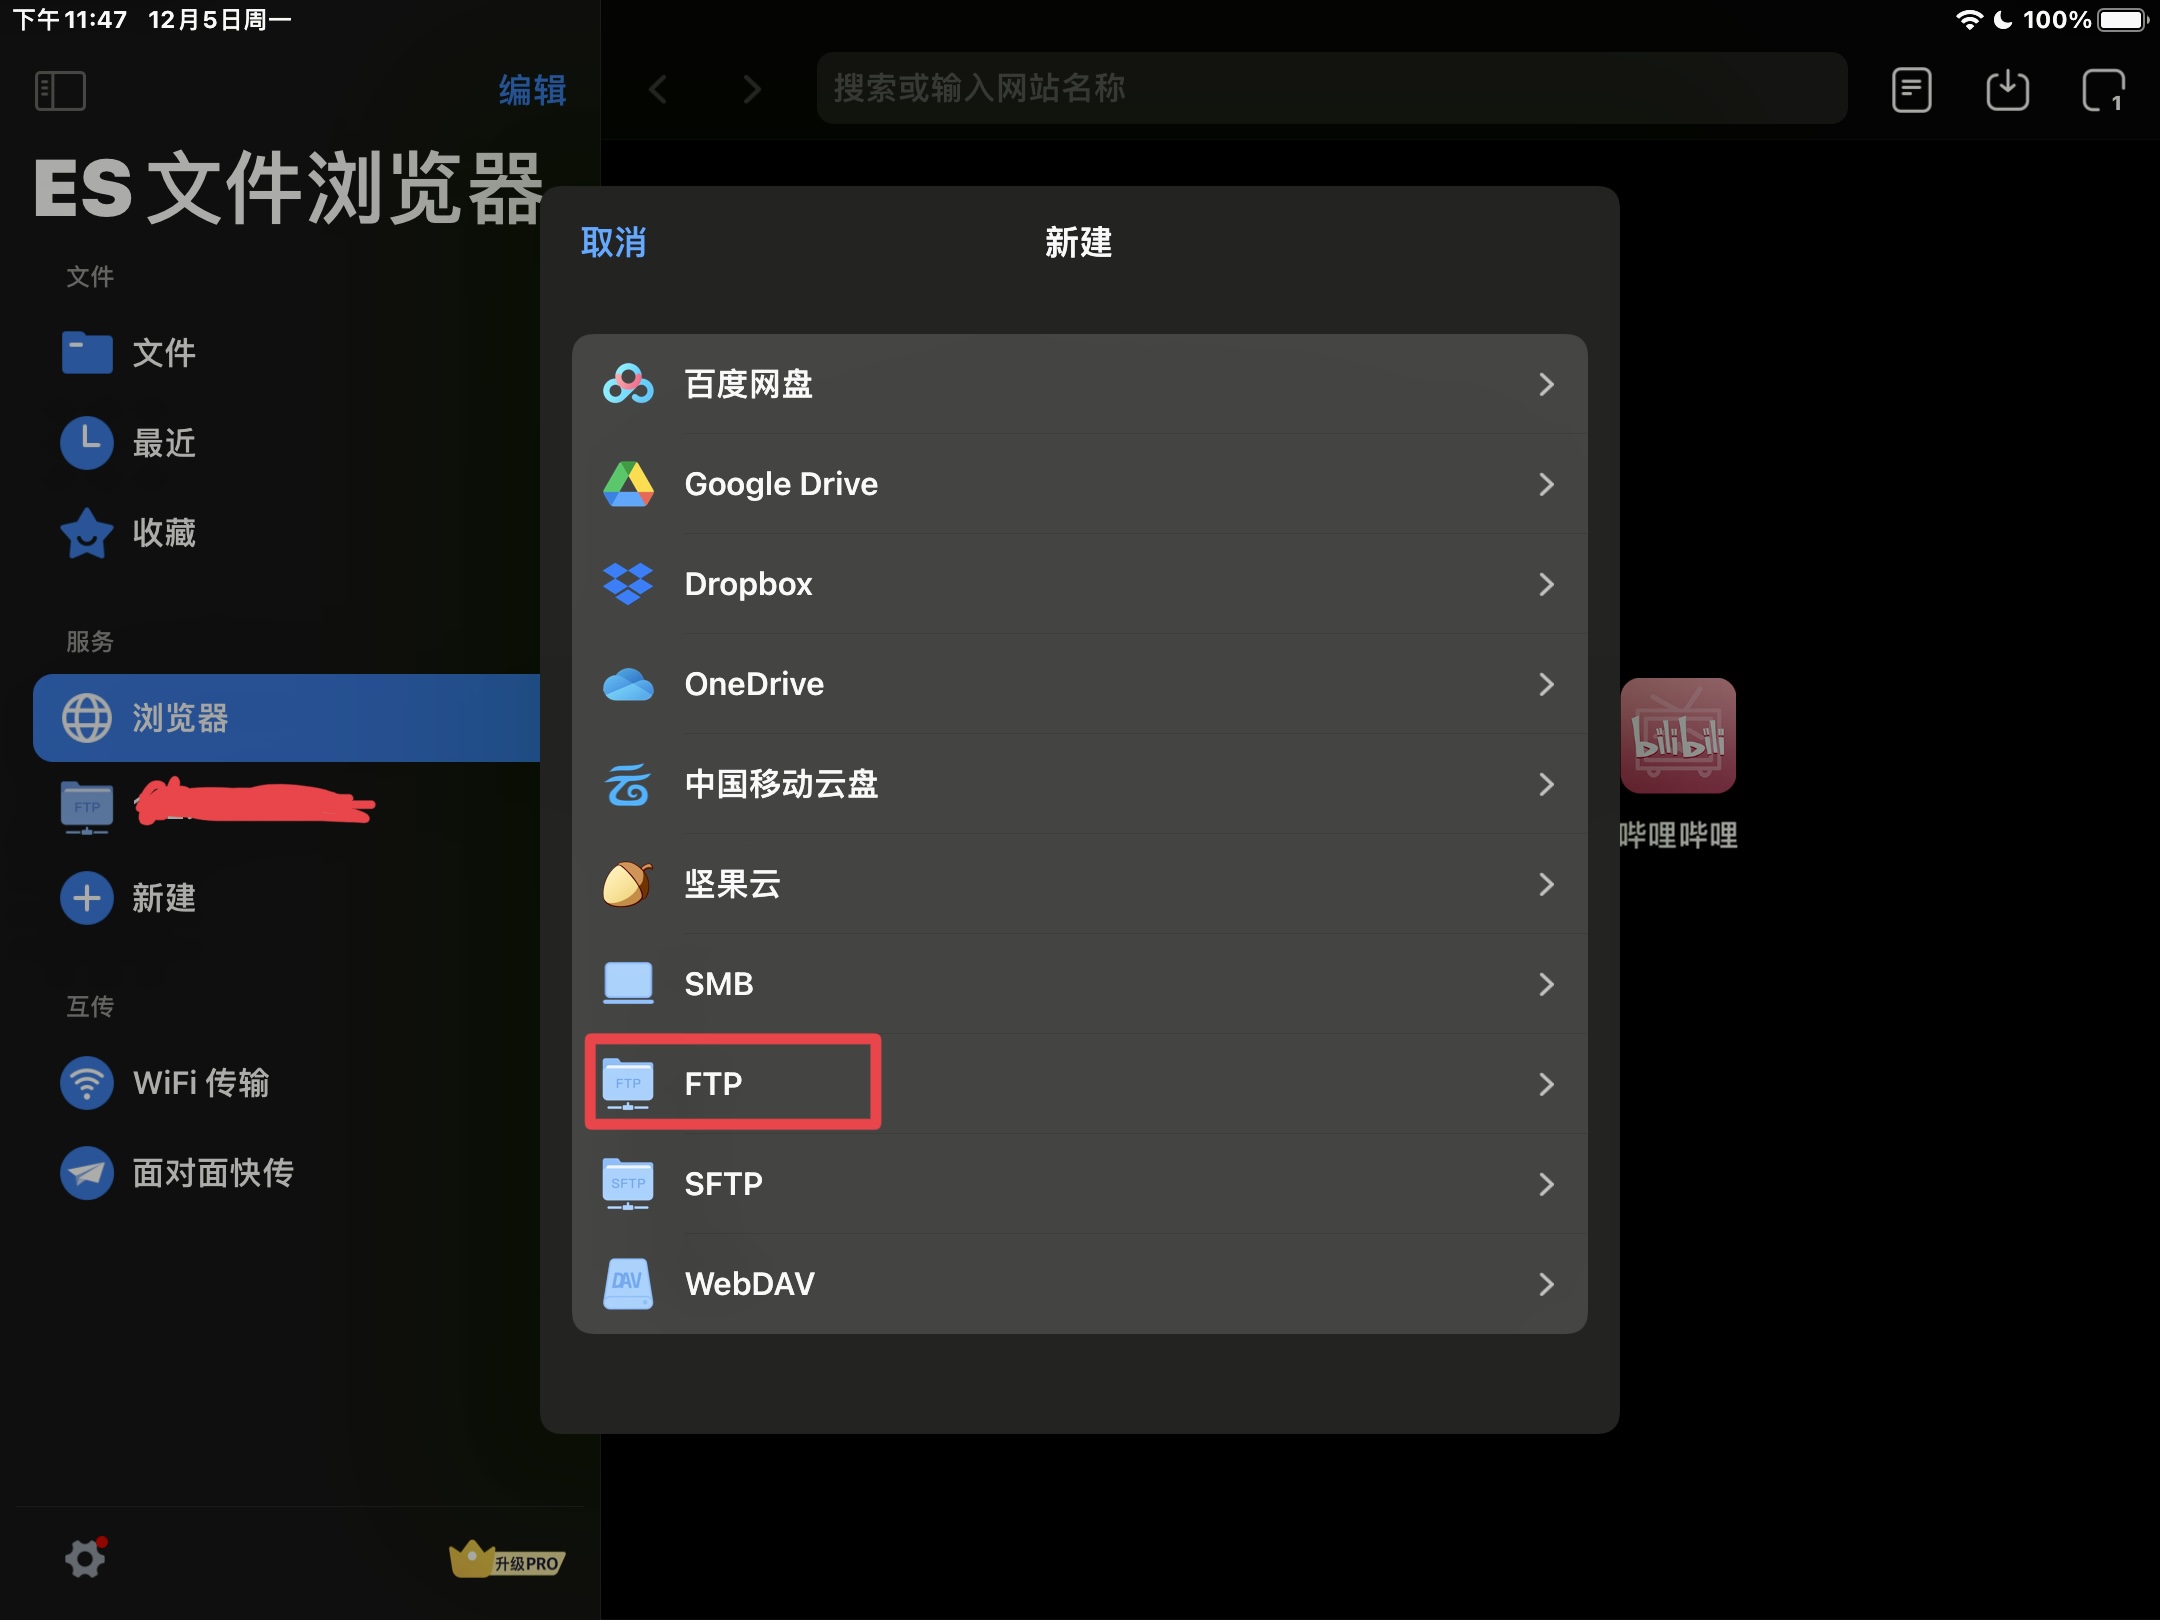 下午11:47 12月5日周一
100%
编辑
搜索或输入网站名称
1
ES 文件浏览器
取消
新建
文件
文件
最近
收藏
服务
浏览器
FTP
新建
互传
WiFi 传输
面对面快传
升级PRO
百度网盘
Google Drive
Dropbox
OneDrive
中国移动云盘
坚果云
SMB
FTP
FTP
SFTP
SFTP
DAV
WebDAV
bilibili
哔哩哔哩